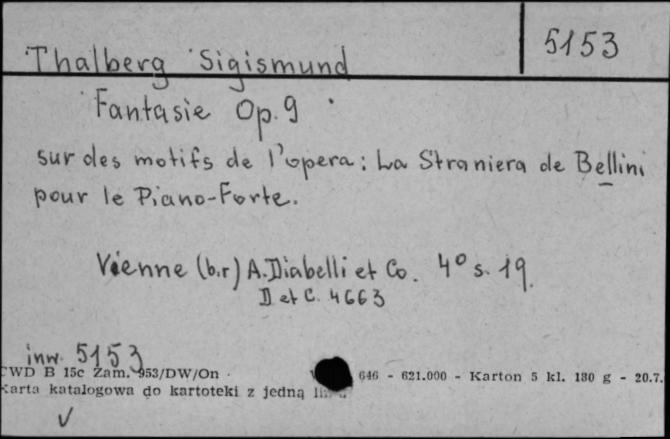 5153
Thalberg Sigismund
Fantasie Op. 9
sur des motifs de l'opera: La Straniera de Bellini
pour le Piano-Forte.
Vienne (b.r) A. Diabelli et Co. 4° s. 19.
D et C. 4663
inw. 5153
CWD B 15c Zam. 953/DW/On 646 - 621.000 - Karton 5 kl. 180 g - 20.7.
Karta katalogowa do kartoteki z jedną